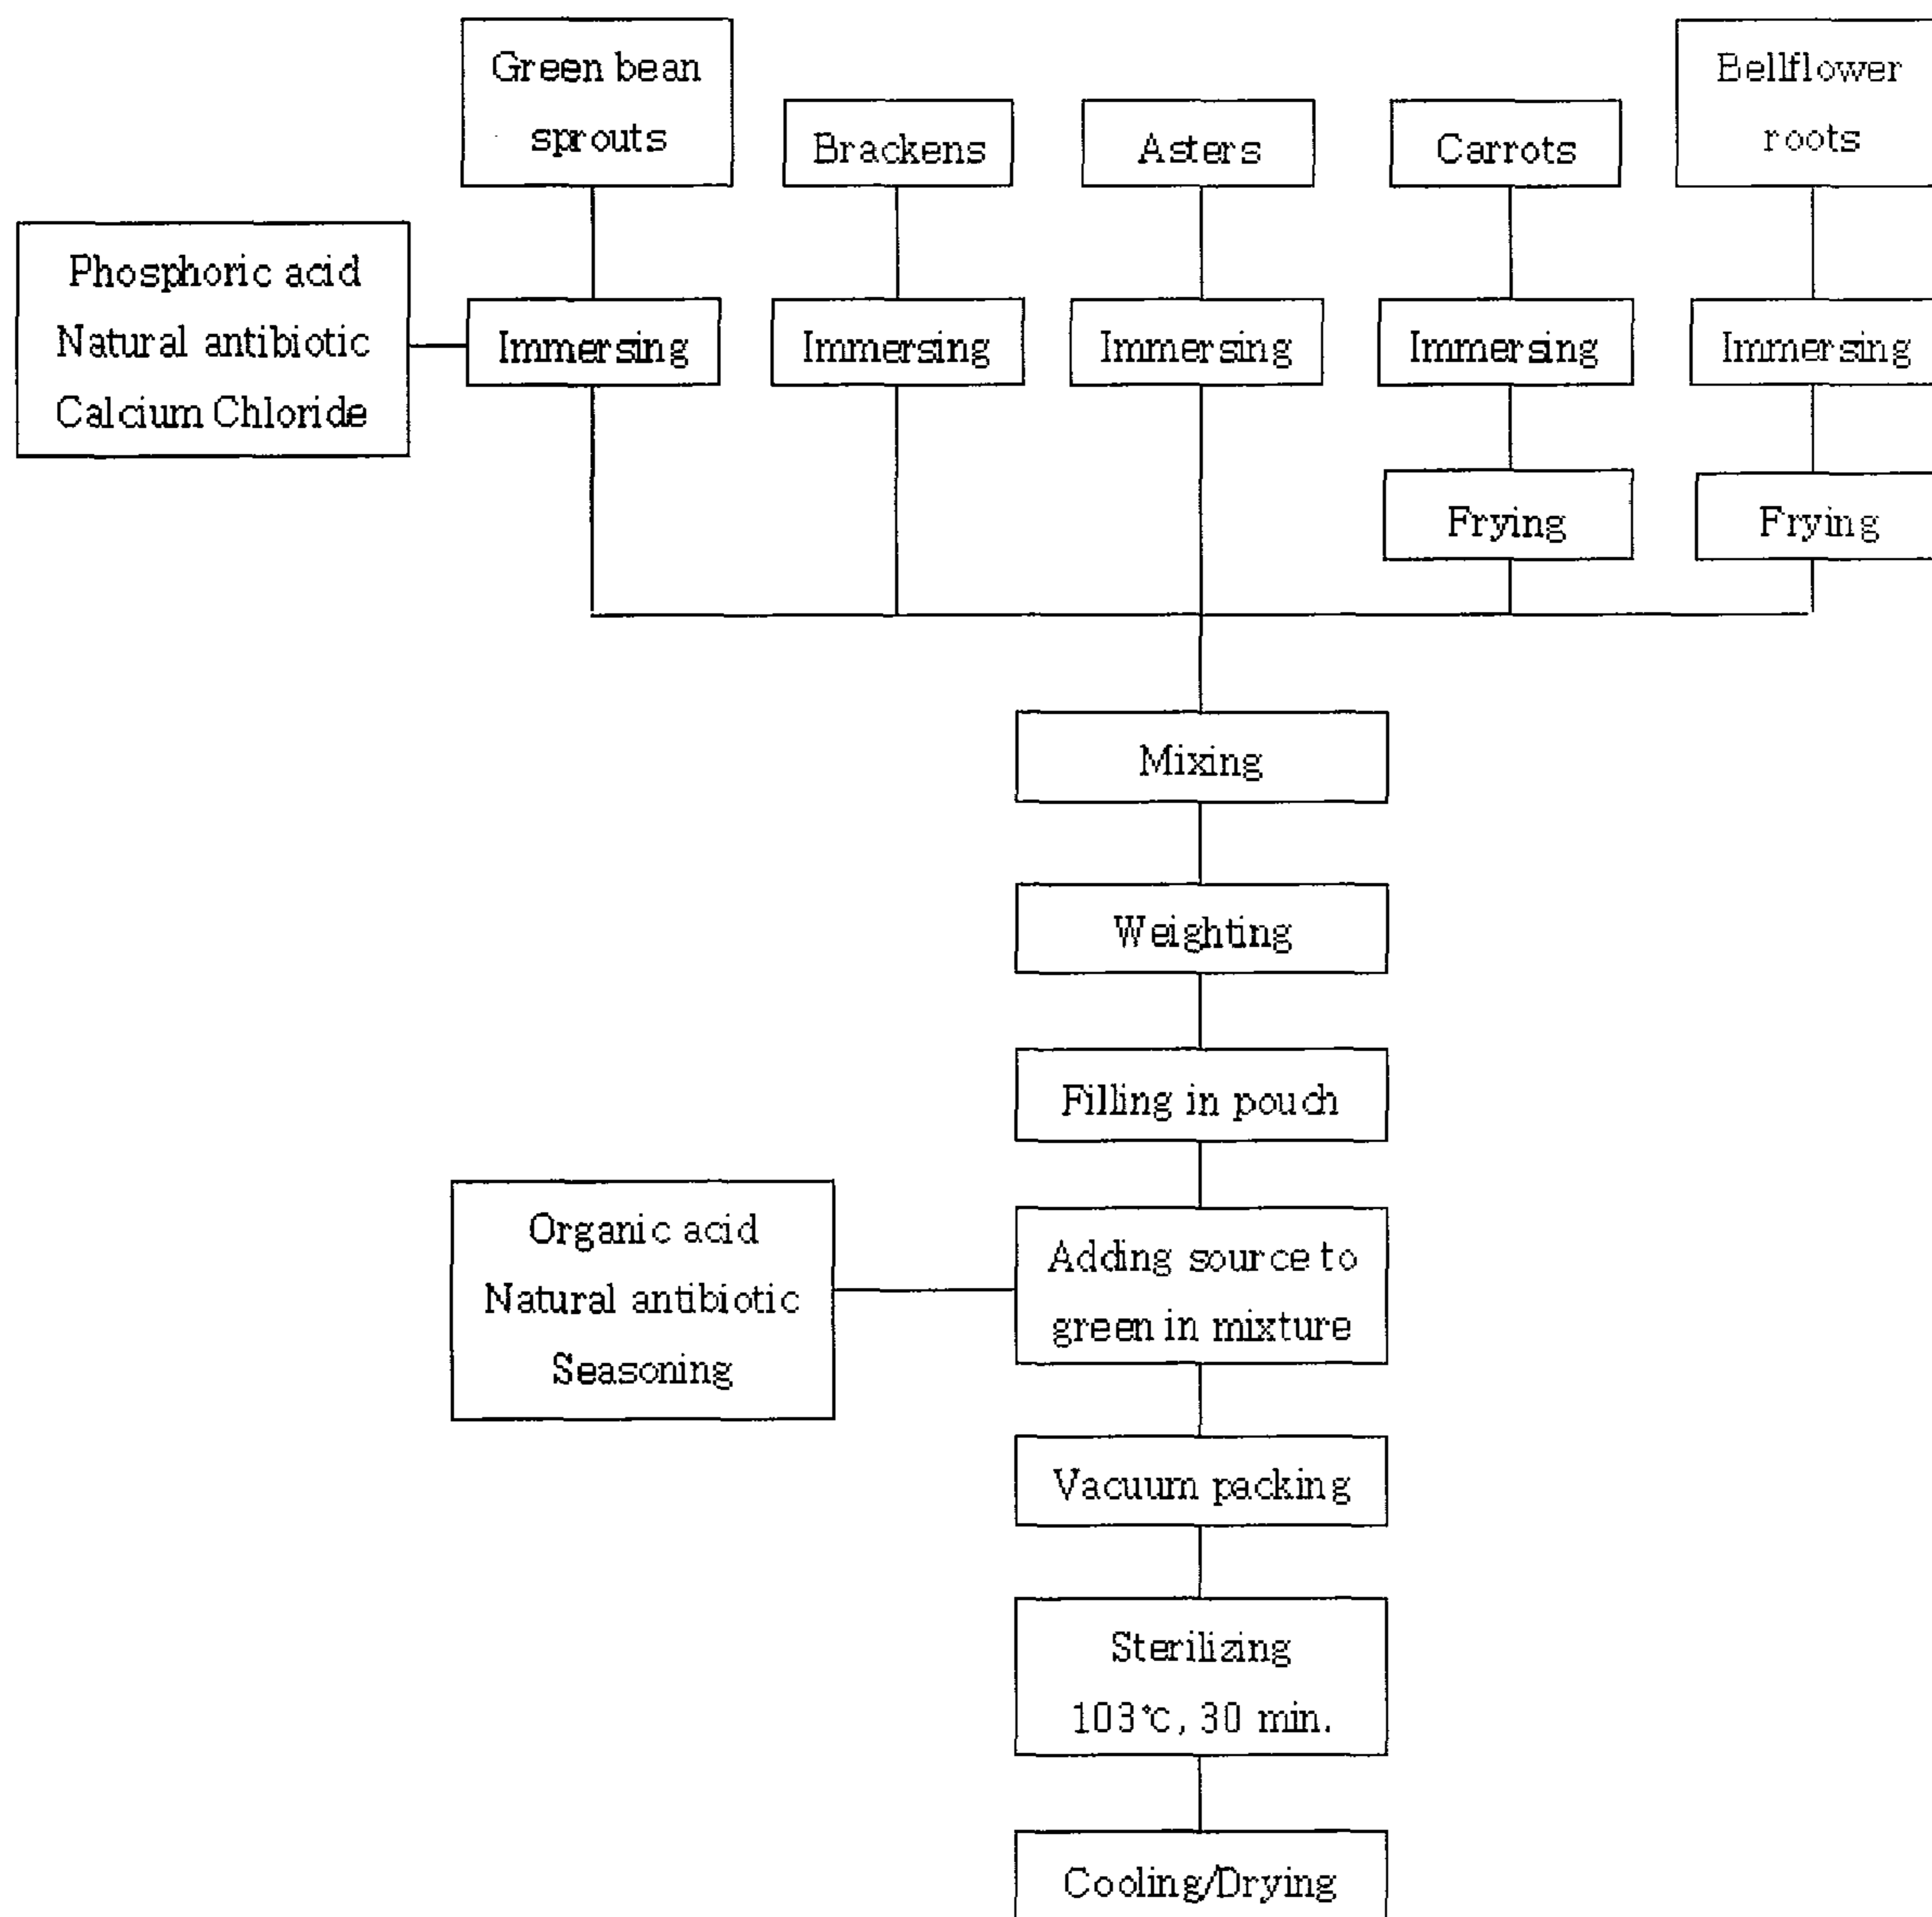 Green bean
sprouts
Brackens
Asters
Carrots
Bellflower
roots
Phosphoric acid
Natural antibiotic
Calcium Chloride
Immersing
Immersing
Immersing
Immersing
Immersing
Frying
Frying
Mixing
Weighting
Filling in pouch
Organic acid
Natural antibiotic
Seasoning
Adding source to
green in mixture
Vacuum packing
Sterilizing
103℃, 30 min.
Cooling/Drying